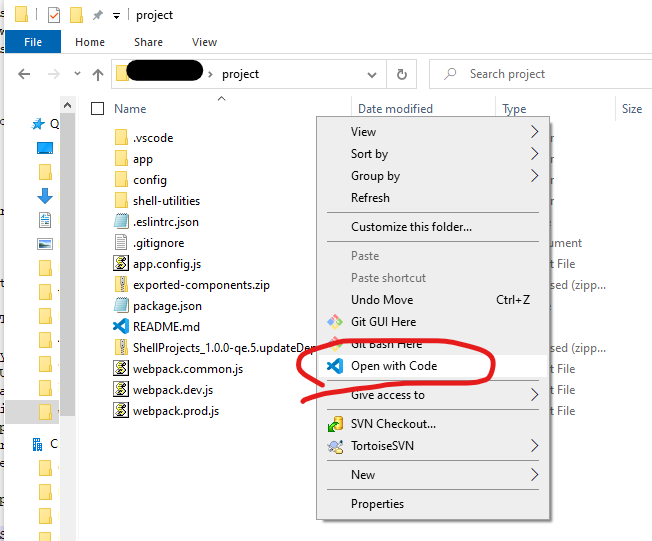 project
File
Home
Share
View
project
Search project
Name
Date modified
Type
Size
.vscode
app
config
shell-utilities
.eslintrc.json
.gitignore
app.config.js
exported-components.zip
package.json
README.md
ShellProjects_1.0.0-qe.5.updateDep
webpack.common.js
webpack.dev.js
webpack.prod.js
View
Sort by
Group by
Refresh
Customize this folder...
Paste
Paste shortcut
Undo Move Ctrl+Z
Git GUI Here
Git Bash Here
Open with Code
Give access to
SVN Checkout...
TortoiseSVN
New
Properties
ument
t File
sed (zipp...
t File
sed (zipp...
t File
t File
t File